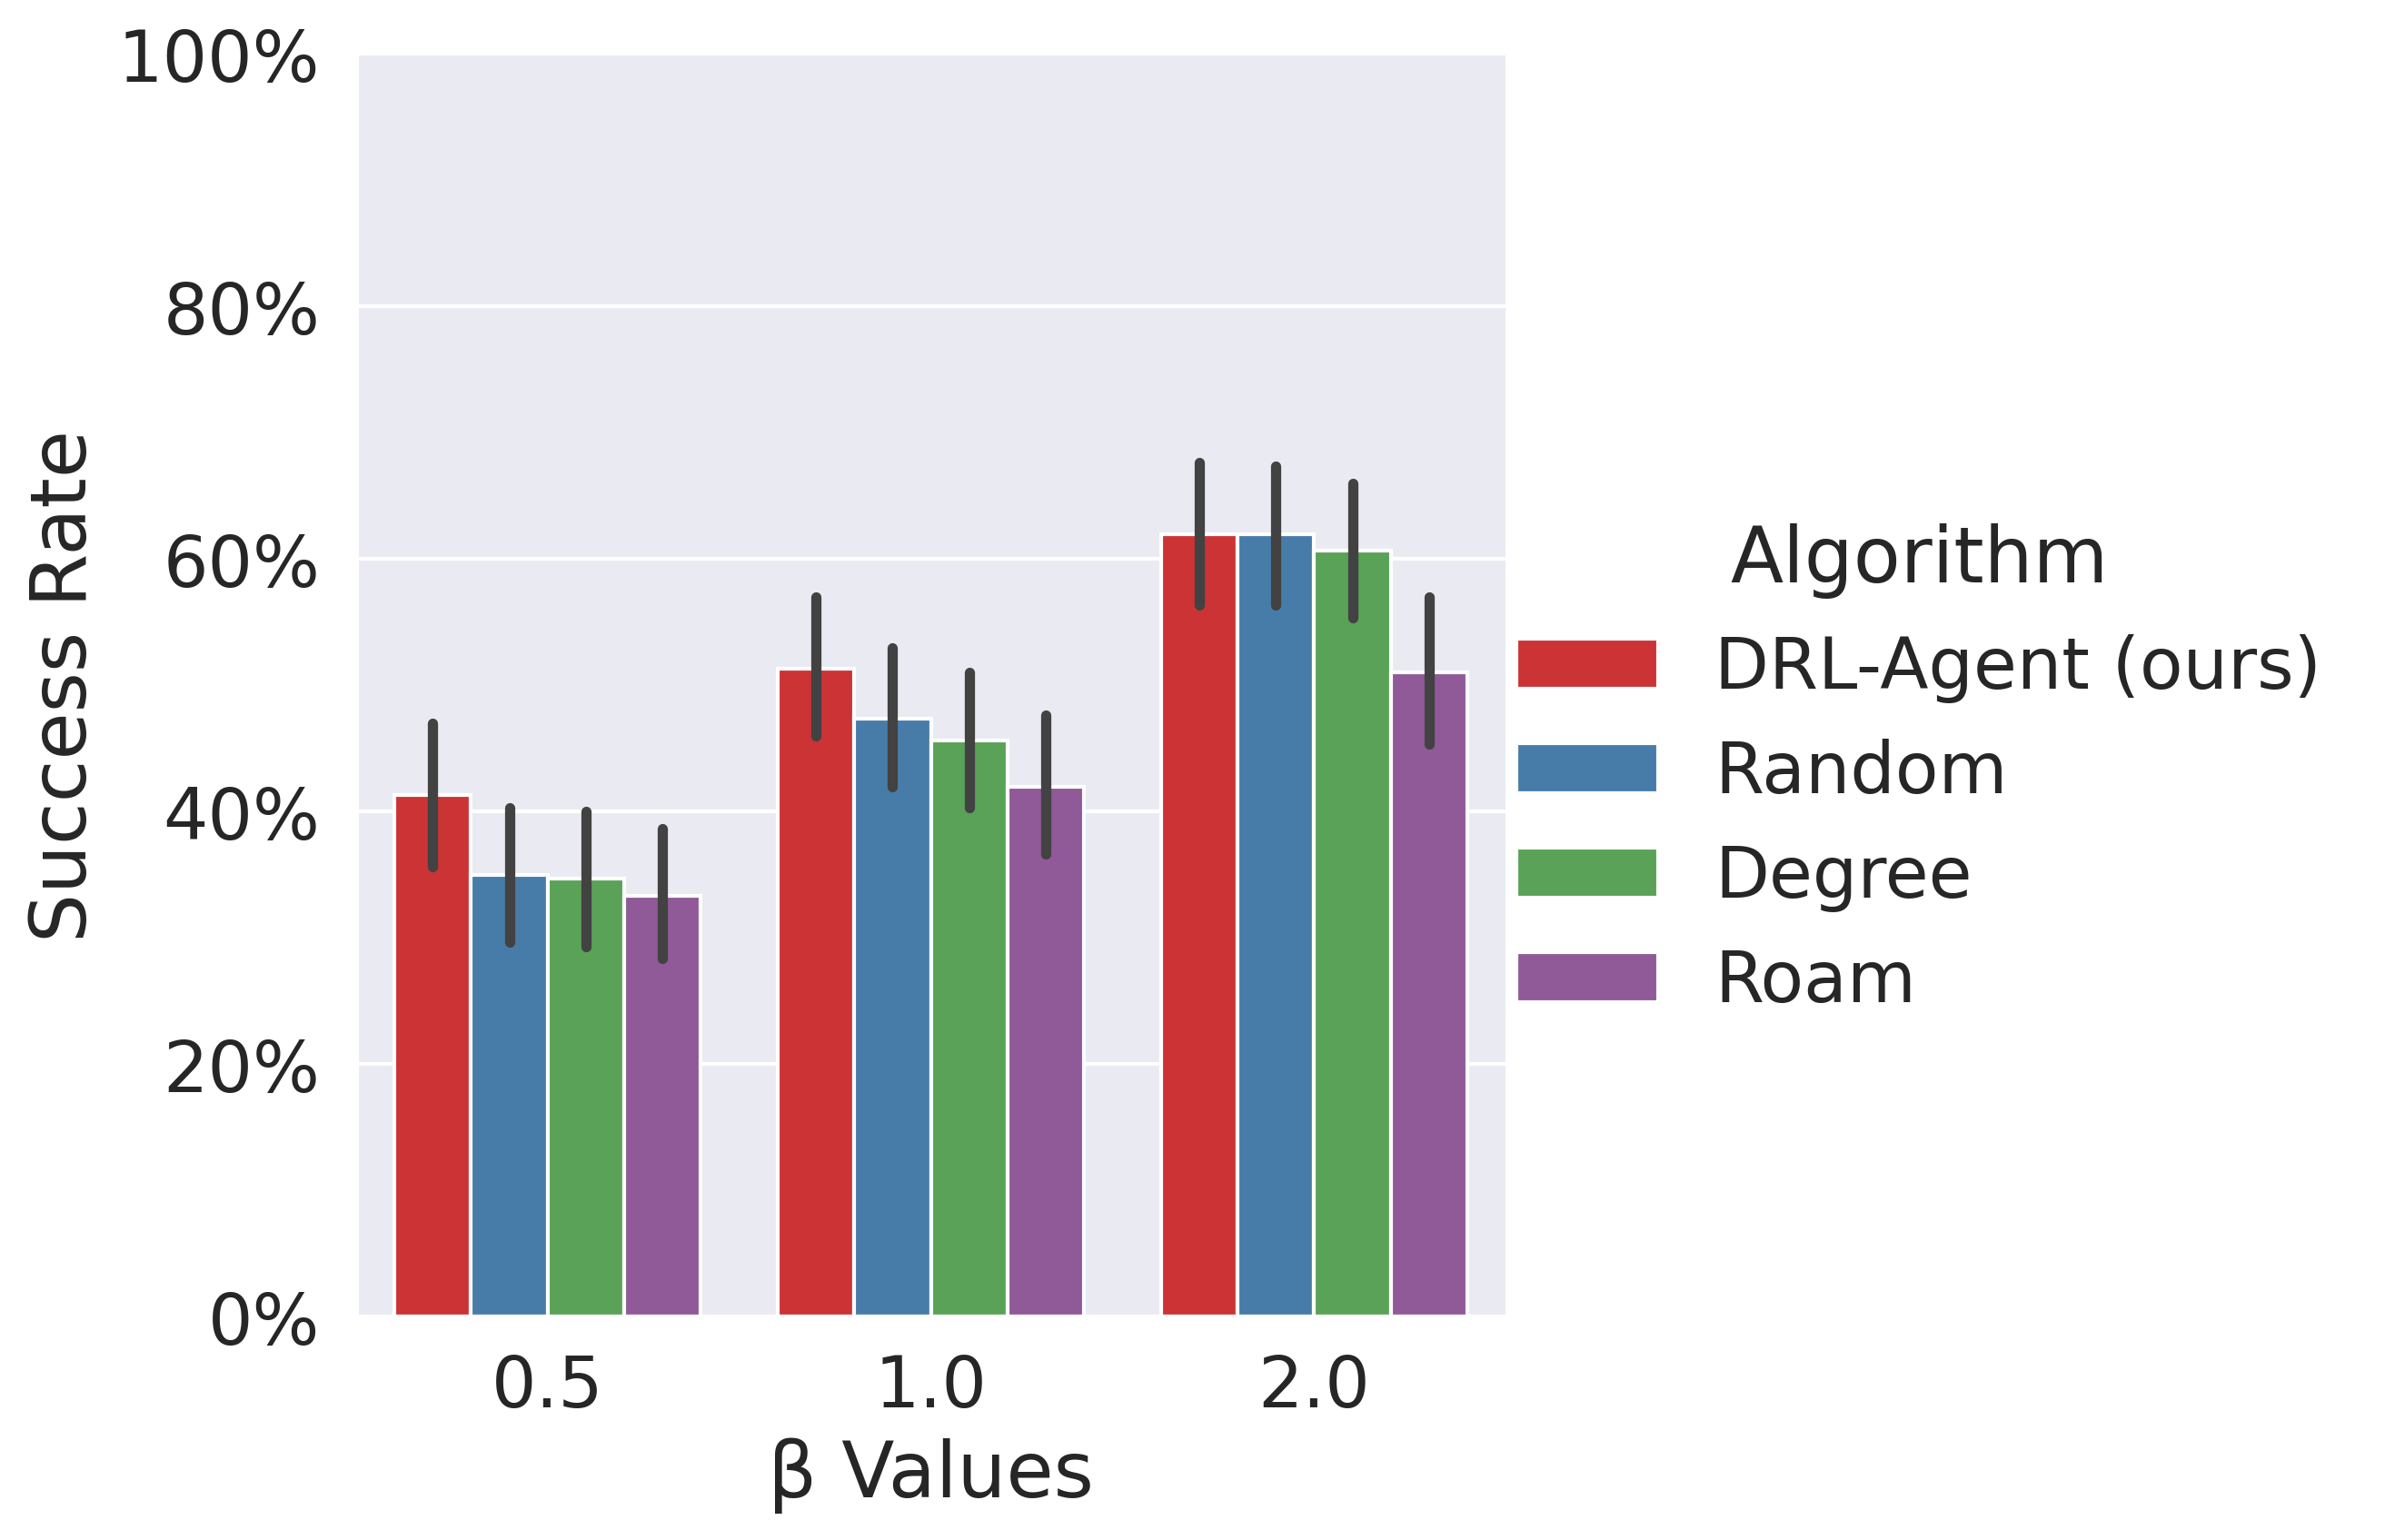 100%
80%
60%
40%
20%
0%
Success Rate
0.5
1.0
2.0
β Values
Algorithm
DRL-Agent (ours)
Random
Degree
Roam